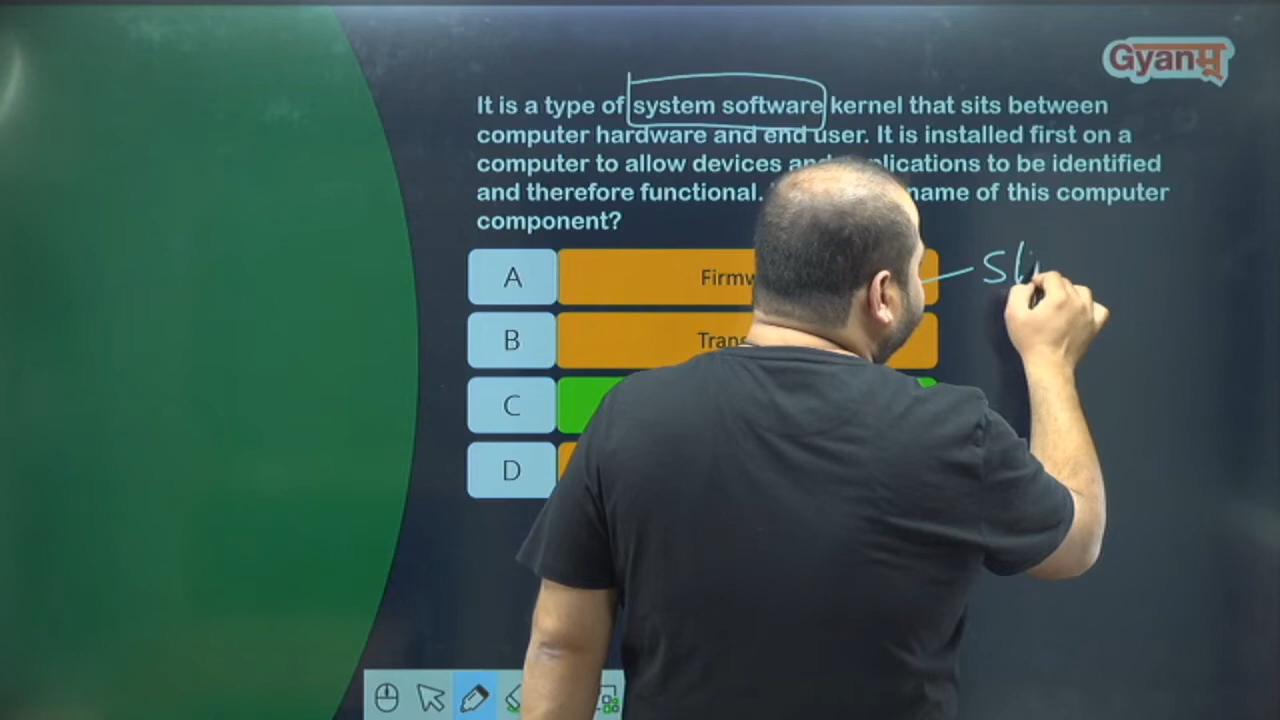 Gyanम्र
It is a type of system software kernel that sits between
computer hardware and end user. It is installed first on a
computer to allow devices and applications to be identified
and therefore functional. name of this computer
component?
A
B
C
D